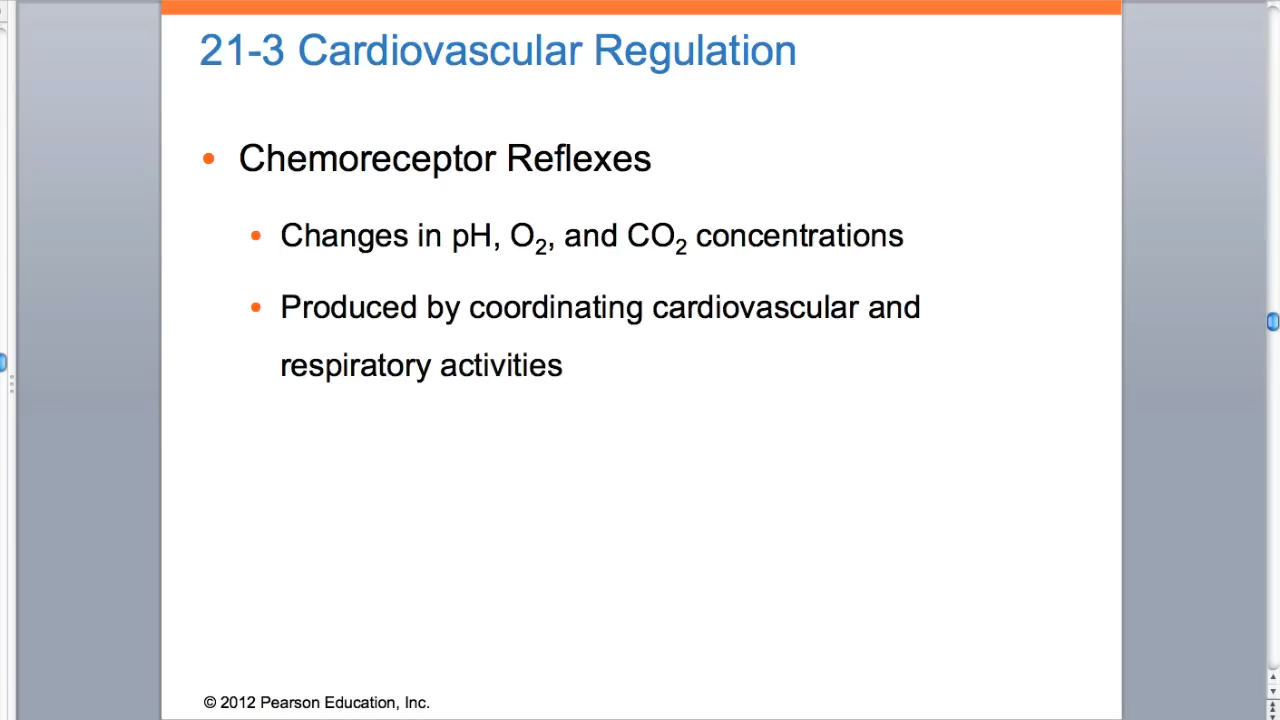 21-3 Cardiovascular Regulation
• Chemoreceptor Reflexes
• Changes in pH, O₂, and CO₂ concentrations
• Produced by coordinating cardiovascular and
respiratory activities
© 2012 Pearson Education, Inc.